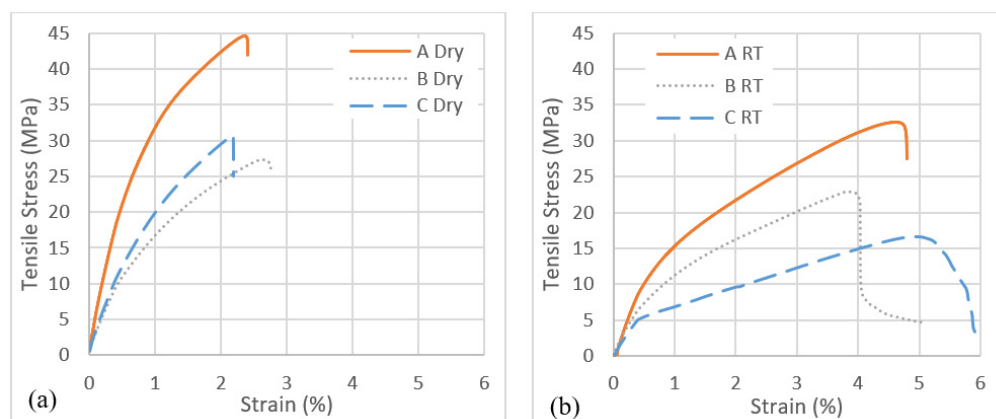 45
40
35
30
25
20
15
10
5
0
Tensile Stress (MPa)
A Dry
B Dry
C Dry
0 1 2 3 4 5 6
Strain (%)
(a)
45
40
35
30
25
20
15
10
5
0
Tensile Stress (MPa)
A RT
B RT
C RT
0 1 2 3 4 5 6
Strain (%)
(b)